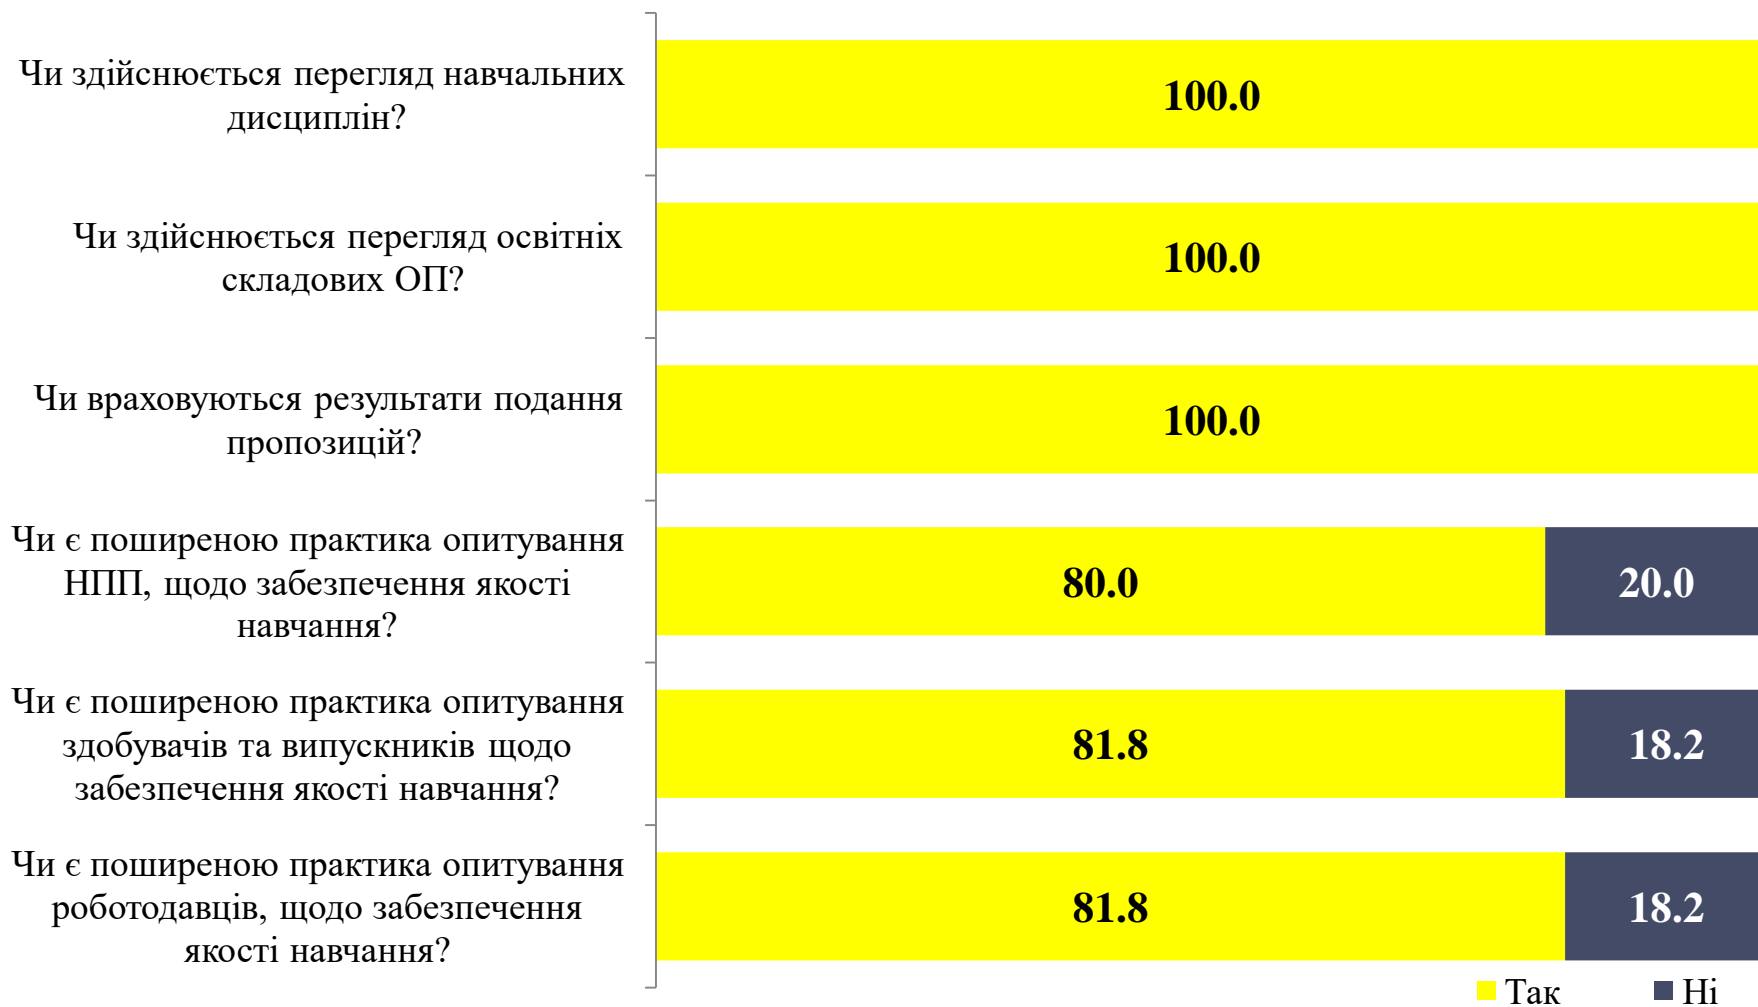 Чи здійснюється перегляд навчальних
дисциплін?
100.0
Чи здійснюється перегляд освітніх
складових ОП?
100.0
Чи враховуються результати подання
пропозицій?
100.0
Чи є поширеною практика опитування
НПП, щодо забезпечення якості
навчання?
80.0 20.0
Чи є поширеною практика опитування
здобувачів та випускників щодо
забезпечення якості навчання?
81.8 18.2
Чи є поширеною практика опитування
роботодавців, щодо забезпечення
якості навчання?
81.8 18.2
Так Ні